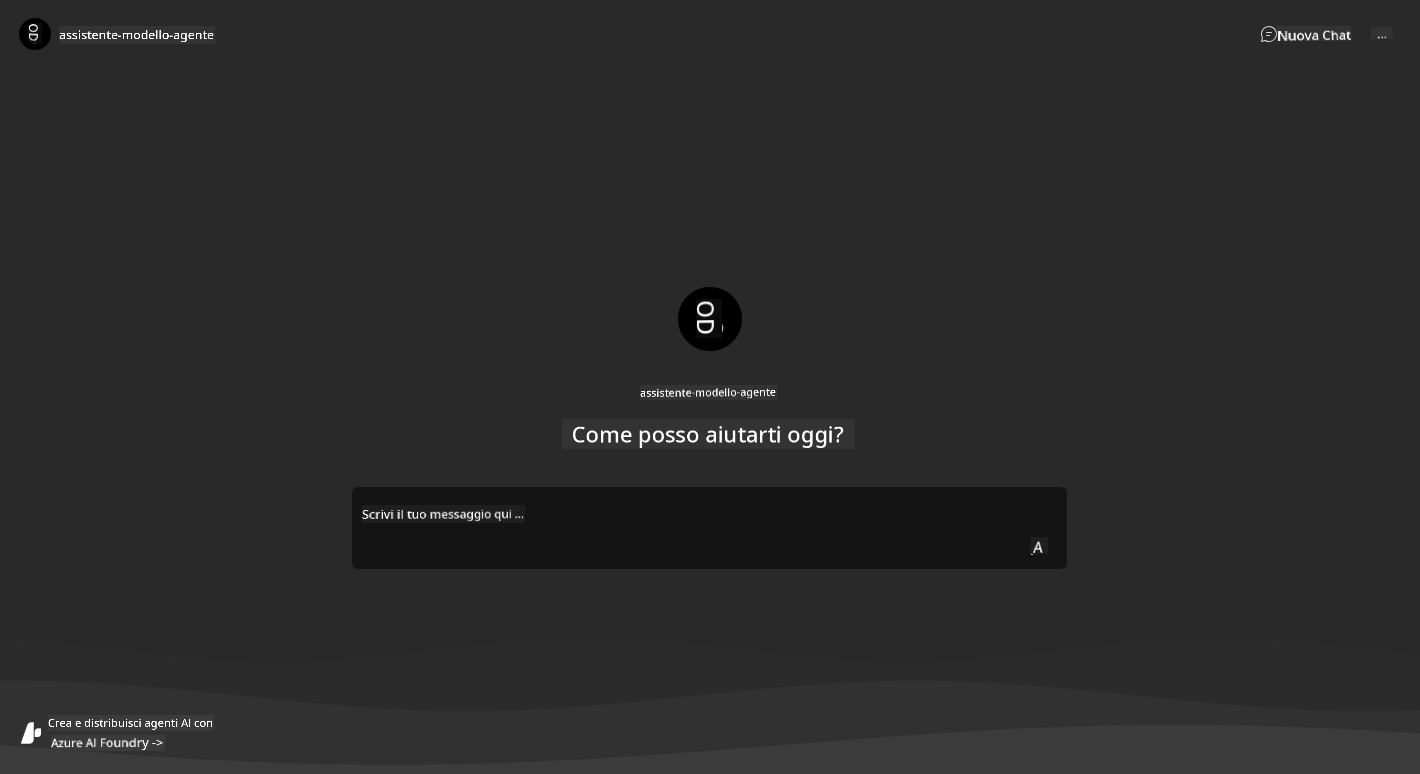 assistente-modello-agente
Nuova Chat
...
OD
assistente-modello-agente
Come posso aiutarti oggi?
Scrivi il tuo messaggio qui ...
A
Crea e distribuisci agenti AI con
Azure AI Foundry ->